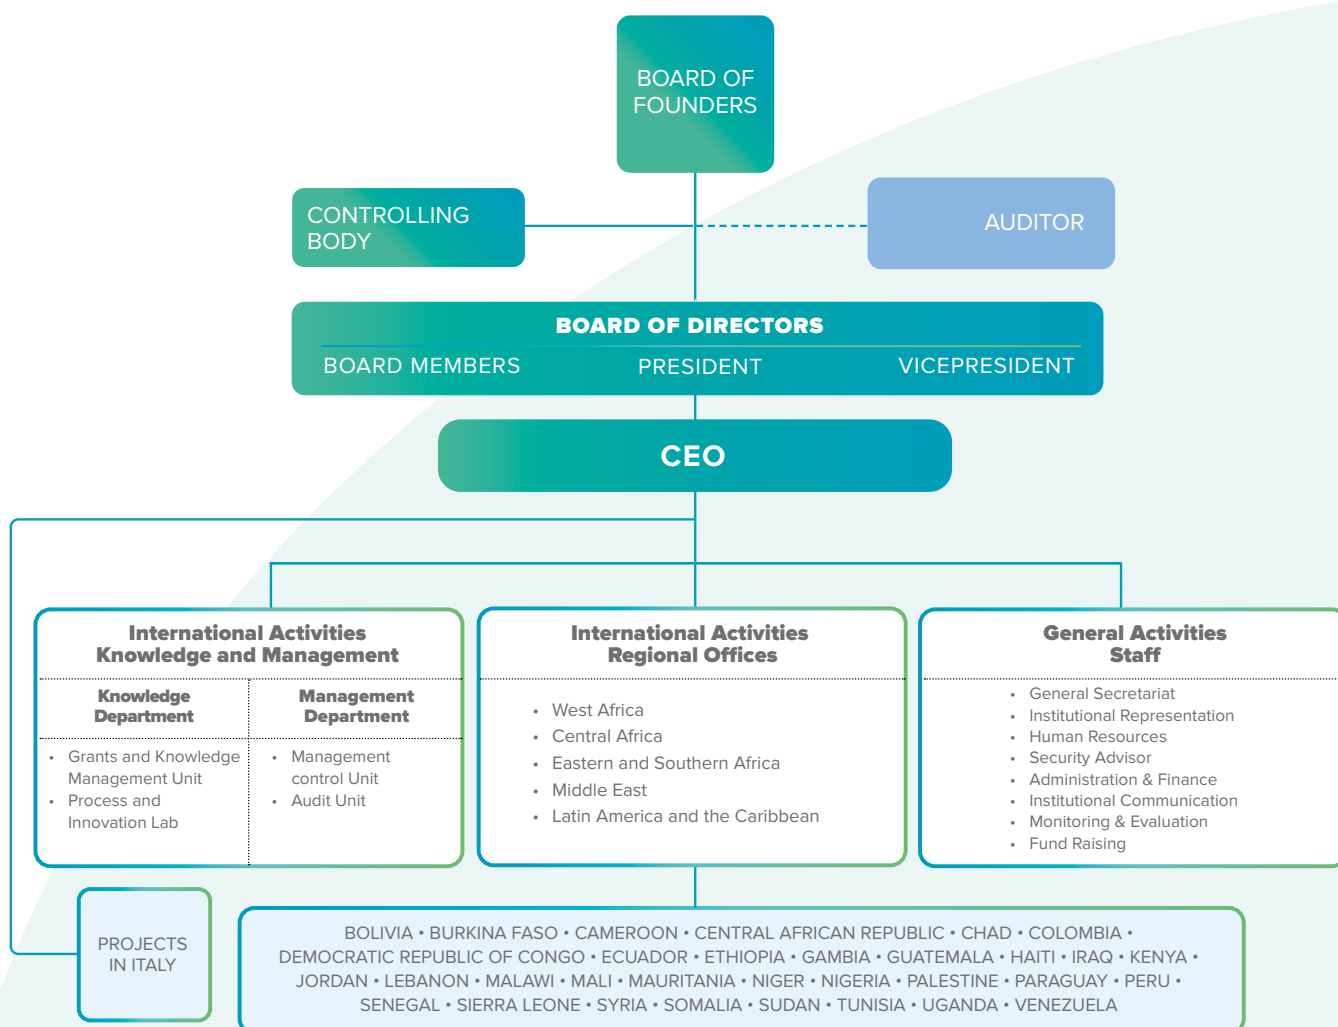 BOARD OF
FOUNDERS
CONTROLLING
BODY
AUDITOR
BOARD OF DIRECTORS
BOARD MEMBERS
PRESIDENT
VICEPRESIDENT
CEO
International Activities
Knowledge and Management
Knowledge
Department
• Grants and Knowledge
Management Unit
• Process and
Innovation Lab
Management
Department
• Management
control Unit
• Audit Unit
International Activities
Regional Offices
• West Africa
• Central Africa
• Eastern and Southern Africa
• Middle East
• Latin America and the Caribbean
General Activities
Staff
• General Secretariat
• Institutional Representation
• Human Resources
• Security Advisor
• Administration & Finance
• Institutional Communication
• Monitoring & Evaluation
• Fund Raising
PROJECTS
IN ITALY
BOLIVIA • BURKINA FASO • CAMEROON • CENTRAL AFRICAN REPUBLIC • CHAD • COLOMBIA •
DEMOCRATIC REPUBLIC OF CONGO • ECUADOR • ETHIOPIA • GAMBIA • GUATEMALA • HAITI • IRAQ • KENYA •
JORDAN • LEBANON • MALAWI • MALI • MAURITANIA • NIGER • NIGERIA • PALESTINE • PARAGUAY • PERU •
SENEGAL • SIERRA LEONE • SYRIA • SOMALIA • SUDAN • TUNISIA • UGANDA • VENEZUELA